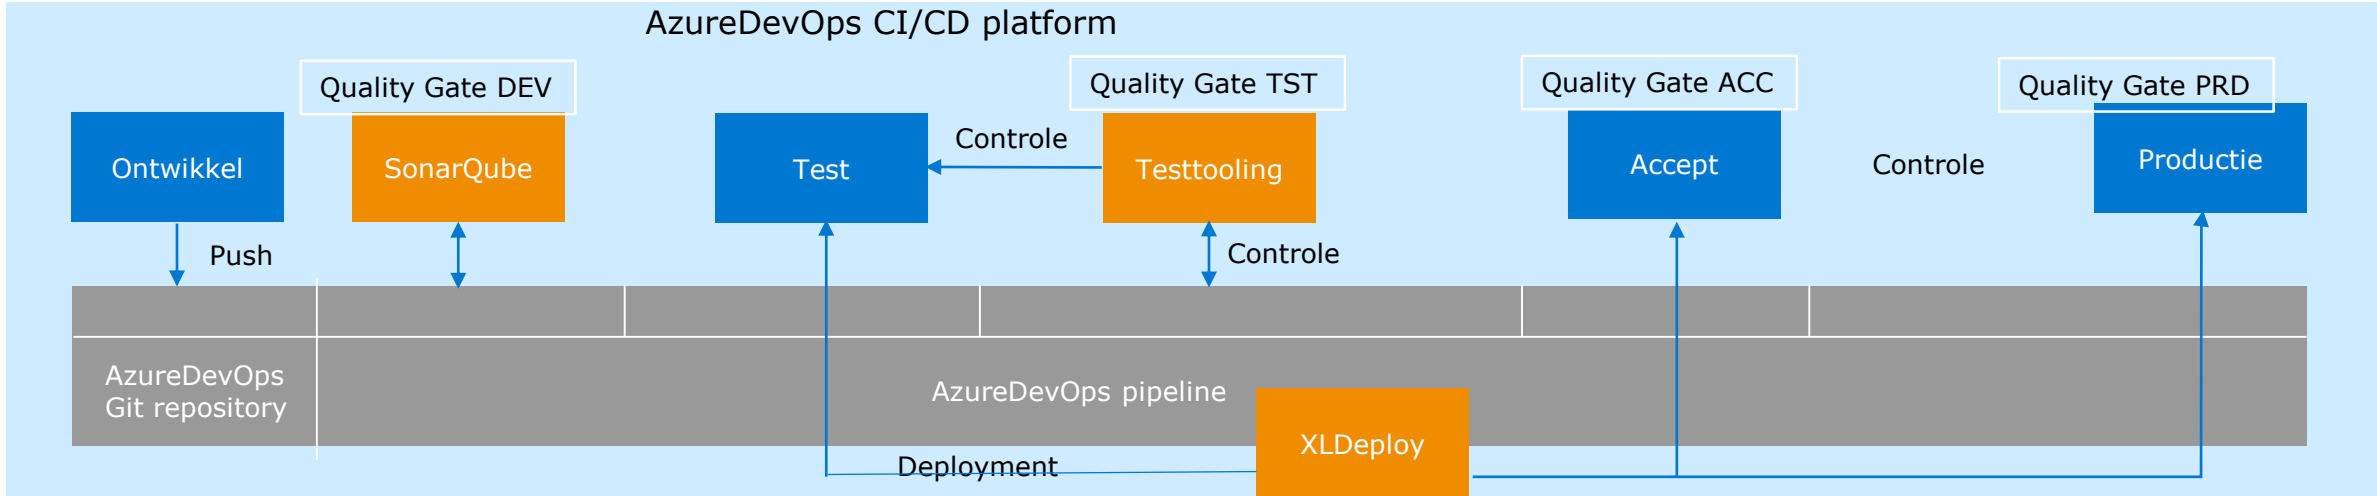 AzureDevOps CI/CD platform
Quality Gate DEV
Quality Gate TST
Quality Gate ACC
Quality Gate PRD
Ontwikkel
SonarQube
Test
Controle
Testtooling
Accept
Controle
Productie
Push
Controle
AzureDevOps
Git repository
AzureDevOps pipeline
XLDeploy
Deployment